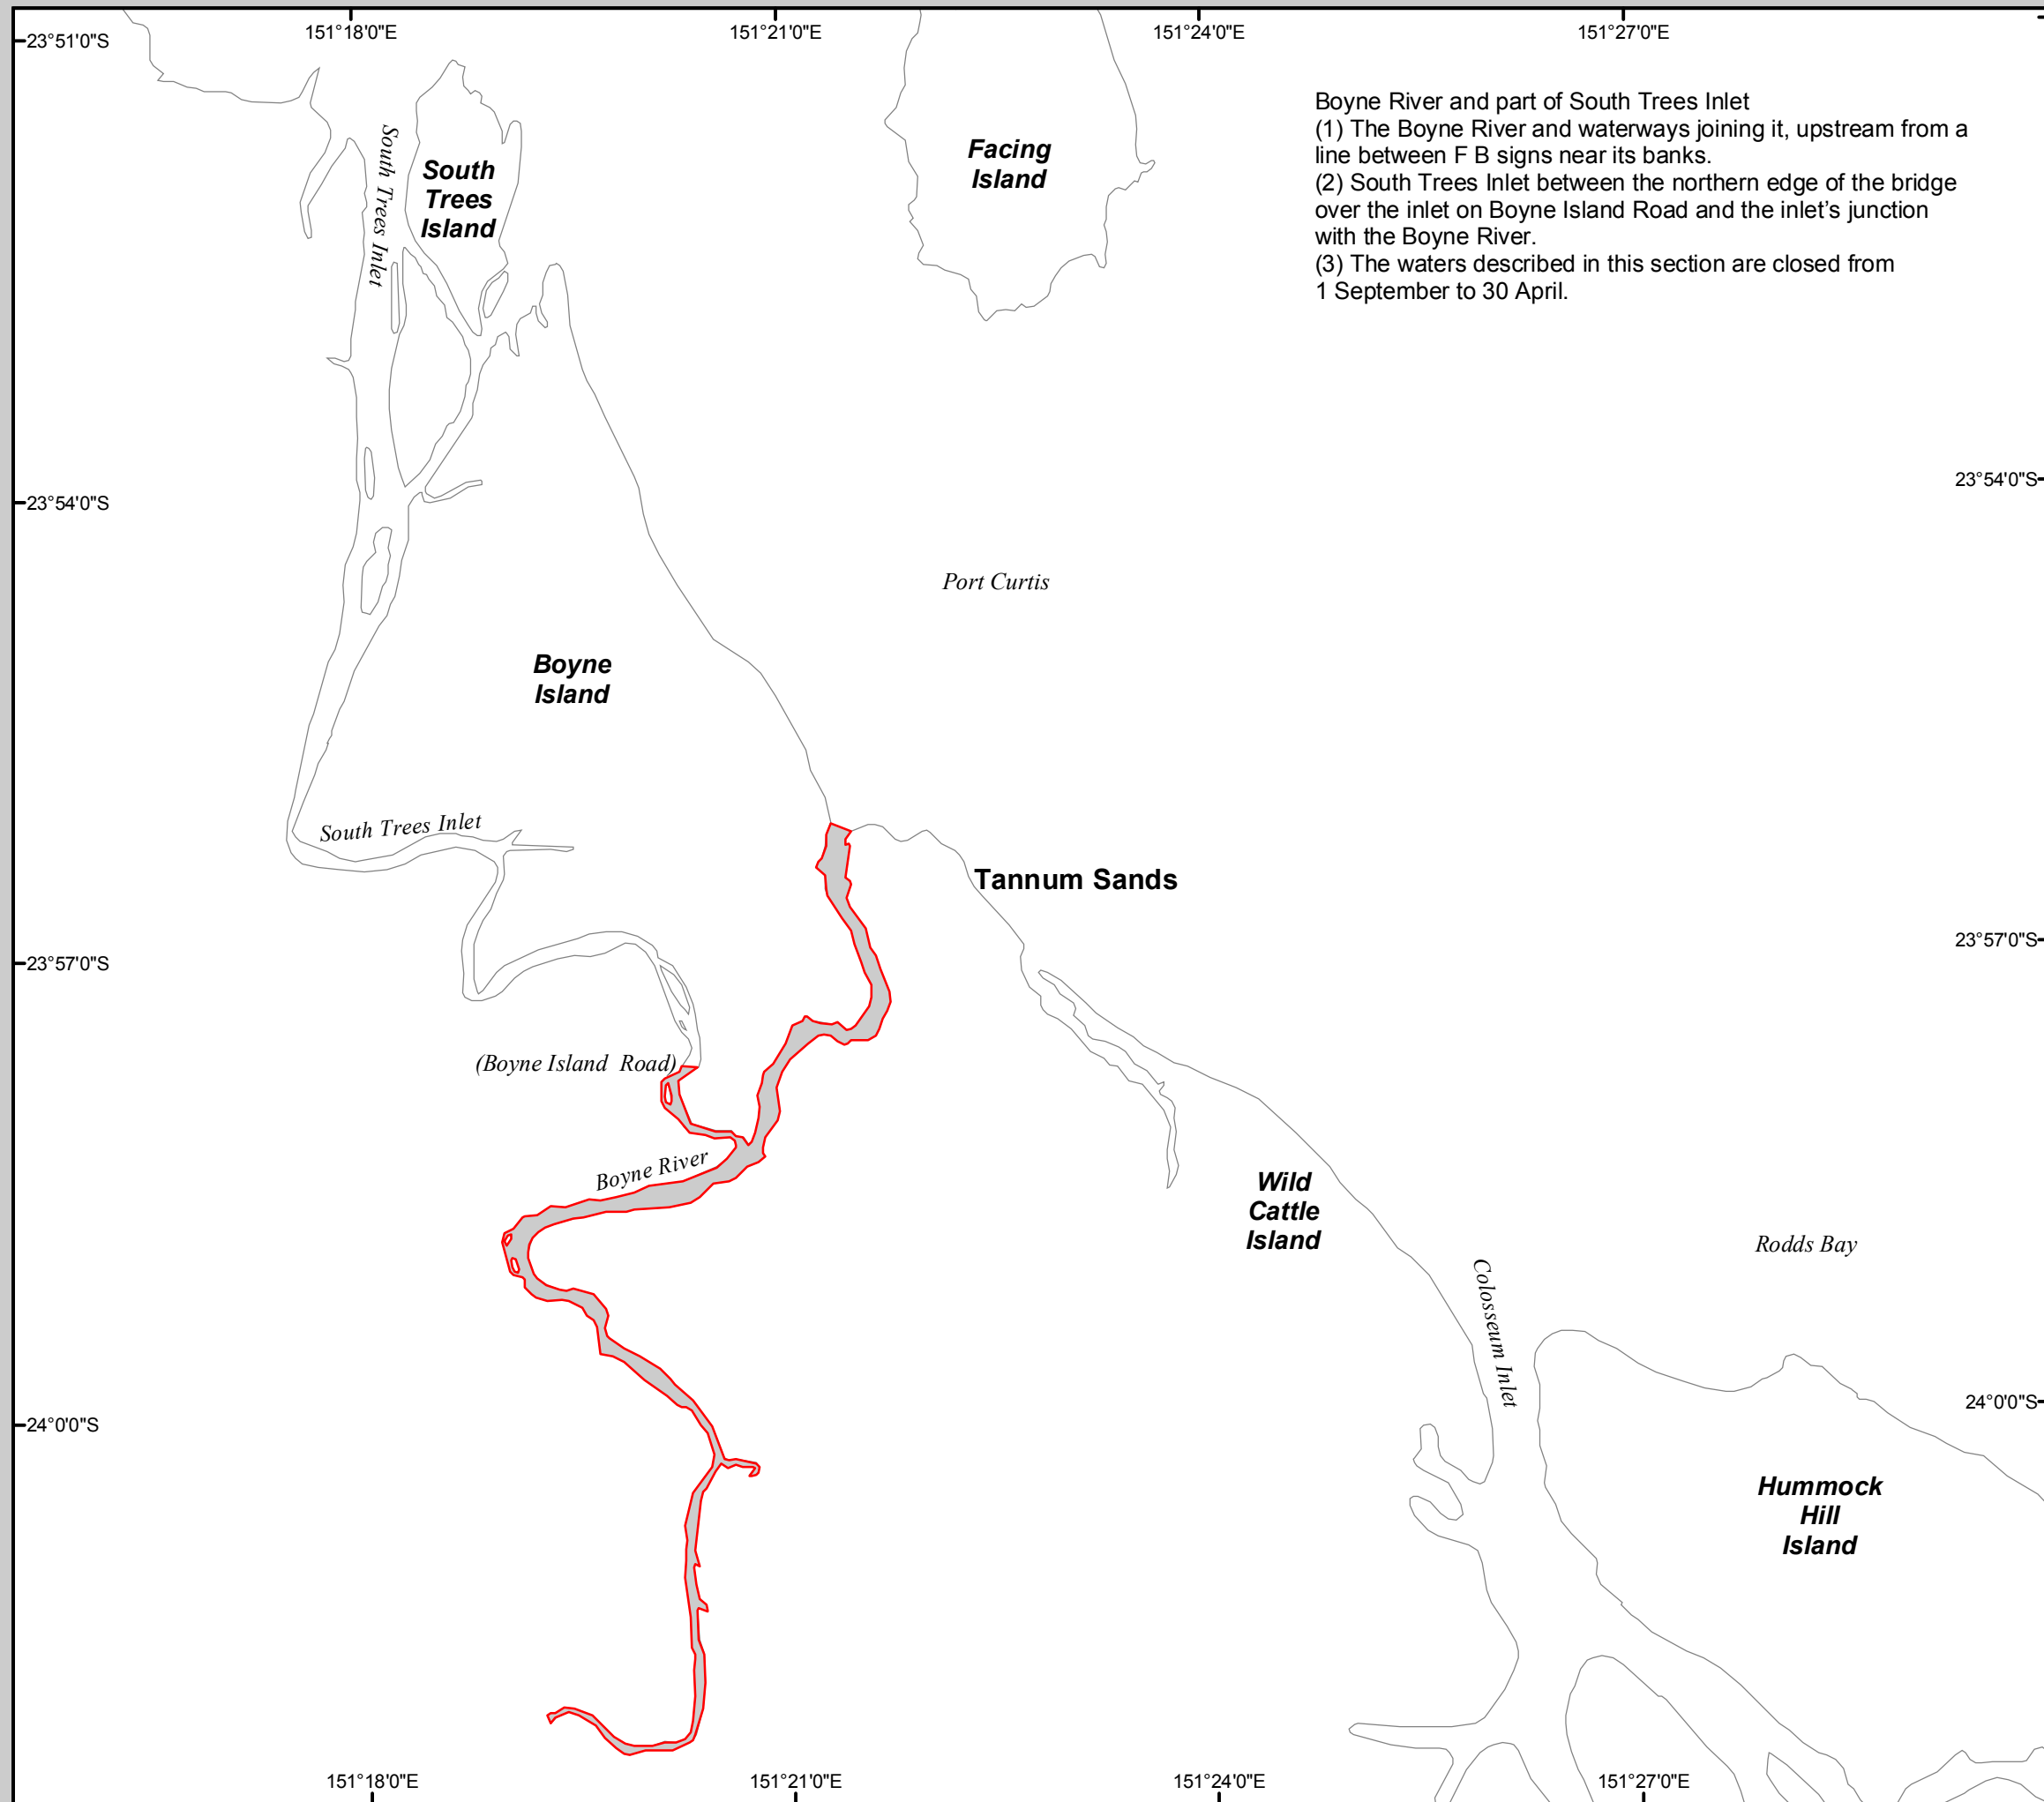 151°18'0"E
151°21'0"E
151°24'0"E
151°27'0"E
23°51'0"S
Boyne River and part of South Trees Inlet
(1) The Boyne River and waterways joining it, upstream from a
line between F B signs near its banks.
(2) South Trees Inlet between the northern edge of the bridge
over the inlet on Boyne Island Road and the inlet's junction
with the Boyne River.
(3) The waters described in this section are closed from
1 September to 30 April.
South Trees Inlet
South
Trees
Island
Facing
Island
23°54'0"S
23°54'0"S
Port Curtis
Boyne
Island
South Trees Inlet
Tannum Sands
23°57'0"S
23°57'0"S
(Boyne Island Road)
Boyne River
Wild
Cattle
Island
Rodds Bay
Colosseum Inlet
24°0'0"S
24°0'0"S
Hummock
Hill
Island
151°18'0"E
151°21'0"E
151°24'0"E
151°27'0"E